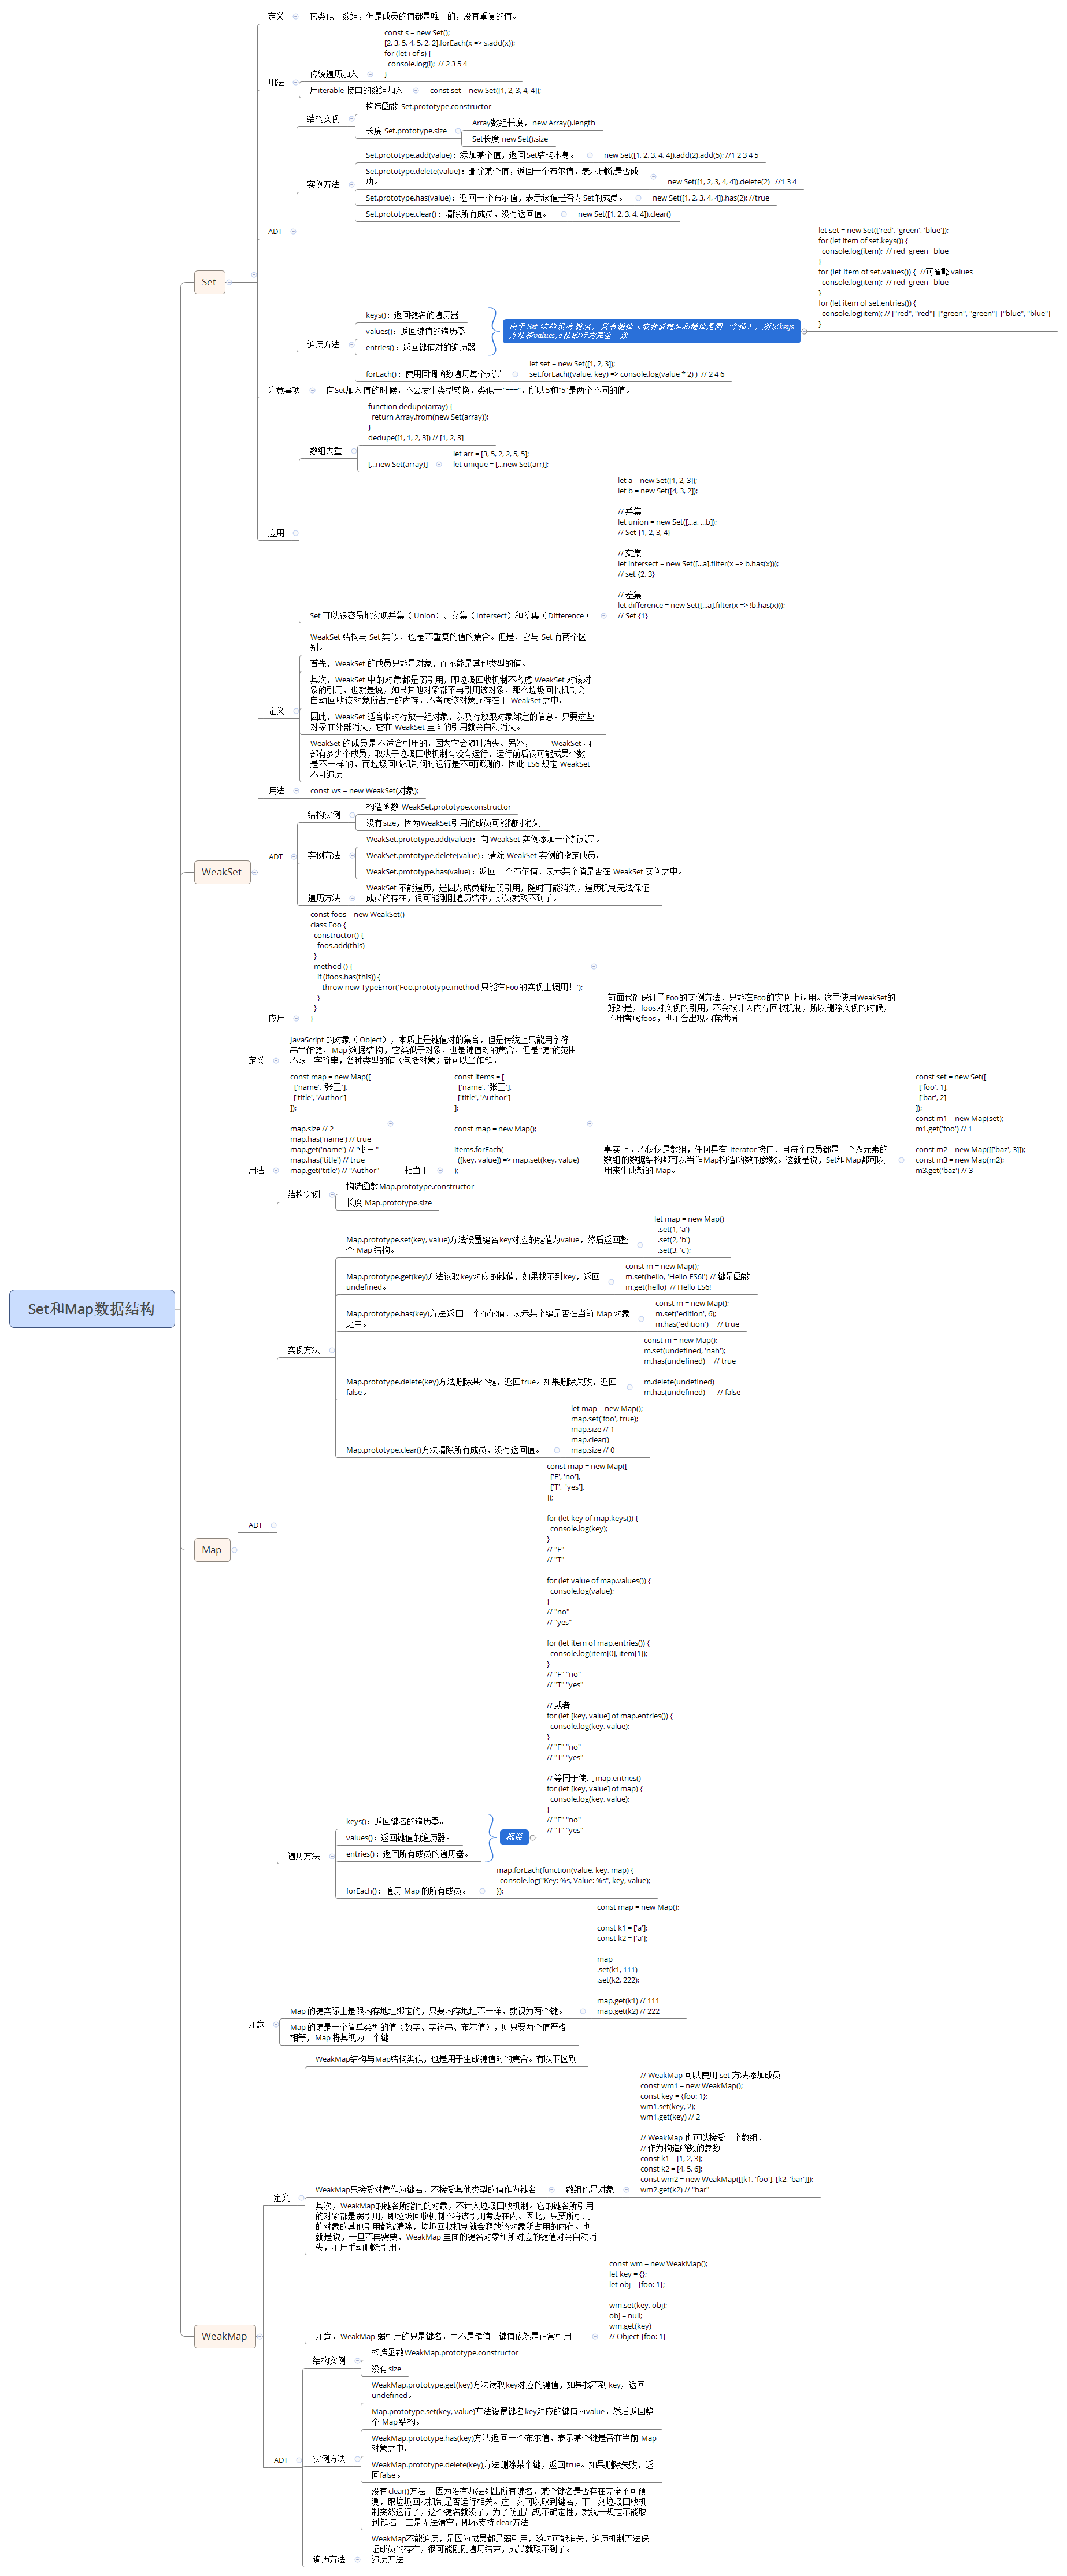 Set和Map数据结构
Set
定义
它类似于数组，但是成员的值都是唯一的，没有重复的值。
用法
传统遍历加入
const s = new Set();
[2, 3, 5, 4, 5, 2, 2].forEach(x => s.add(x));
for (let i of s) {
console.log(i);  // 2 3 5 4
}
用Iterable 接口的数组加入
const set = new Set([1, 2, 3, 4, 4]);
ADT
结构实例
构造函数 Set.prototype.constructor
长度 Set.prototype.size
Array数组长度，new Array().length
Set长度 new Set().size
实例方法
Set.prototype.add(value)：添加某个值，返回Set结构本身。
new Set([1, 2, 3, 4, 4]).add(2).add(5); //1 2 3 4 5
Set.prototype.delete(value)：删除某个值，返回一个布尔值，表示删除是否成
功。
new Set([1, 2, 3, 4, 4]).delete(2)   //1 3 4
Set.prototype.has(value)：返回一个布尔值，表示该值是否为Set的成员。
new Set([1, 2, 3, 4, 4]).has(2); //true
Set.prototype.clear()：清除所有成员，没有返回值。
new Set([1, 2, 3, 4, 4]).clear()
遍历方法
keys()：返回键名的遍历器
values()：返回键值的遍历器
entries()：返回键值对的遍历器
由于 Set 结构没有键名，只有键值（或者说键名和键值是同一个值），所以keys
方法和values方法的行为完全一致
let set = new Set(['red', 'green', 'blue']);
for (let item of set.keys()) {
console.log(item);  // red  green   blue
}
for (let item of set.values()) {  //可省略values
console.log(item);  // red  green   blue
}
for (let item of set.entries()) {
console.log(item); // ["red", "red"]  ["green", "green"]  ["blue", "blue"]
}
forEach()：使用回调函数遍历每个成员
let set = new Set([1, 2, 3]);
set.forEach((value, key) => console.log(value * 2) )  // 2 4 6
注意事项
向Set加入值的时候，不会发生类型转换，类似于"==="，所以5和"5"是两个不同的值。
应用
数组去重
function dedupe(array) {
return Array.from(new Set(array));
}
dedupe([1, 1, 2, 3]) // [1, 2, 3]
[...new Set(array)]
let arr = [3, 5, 2, 2, 5, 5];
let unique = [...new Set(arr)];
Set 可以很容易地实现并集（ Union）、交集（ Intersect）和差集（ Difference ）
let a = new Set([1, 2, 3]);
let b = new Set([4, 3, 2]);
// 并集
let union = new Set([...a, ...b]);
// Set {1, 2, 3, 4}
// 交集
let intersect = new Set([...a].filter(x => b.has(x)));
// set {2, 3}
// 差集
let difference = new Set([...a].filter(x => !b.has(x)));
// Set {1}
WeakSet
定义
WeakSet 结构与 Set 类似，也是不重复的值的集合。但是，它与 Set 有两个区
别。
首先，WeakSet 的成员只能是对象，而不能是其他类型的值。
其次，WeakSet 中的对象都是弱引用，即垃圾回收机制不考虑 WeakSet 对该对
象的引用，也就是说，如果其他对象都不再引用该对象，那么垃圾回收机制会
自动回收该对象所占用的内存，不考虑该对象还存在于 WeakSet 之中。
因此，WeakSet 适合临时存放一组对象，以及存放跟对象绑定的信息。只要这些
对象在外部消失，它在 WeakSet 里面的引用就会自动消失。
WeakSet 的成员是不适合引用的，因为它会随时消失。另外，由于 WeakSet 内
部有多少个成员，取决于垃圾回收机制有没有运行，运行前后很可能成员个数
是不一样的，而垃圾回收机制何时运行是不可预测的，因此 ES6 规定 WeakSet
不可遍历。
用法
const ws = new WeakSet(对象);
ADT
结构实例
构造函数 WeakSet.prototype.constructor
没有size，因为WeakSet引用的成员可能随时消失
实例方法
WeakSet.prototype.add(value)：向 WeakSet 实例添加一个新成员。
WeakSet.prototype.delete(value)：清除 WeakSet 实例的指定成员。
WeakSet.prototype.has(value)：返回一个布尔值，表示某个值是否在 WeakSet 实例之中。
遍历方法
WeakSet 不能遍历，是因为成员都是弱引用，随时可能消失，遍历机制无法保证
成员的存在，很可能刚刚遍历结束，成员就取不到了。
应用
const foos = new WeakSet()
class Foo {
constructor() {
foos.add(this)
}
method () {
if (!foos.has(this)) {
throw new TypeError('Foo.prototype.method 只能在Foo的实例上调用！');
}
}
}
前面代码保证了Foo的实例方法，只能在Foo的实例上调用。这里使用WeakSet的
好处是，foos对实例的引用，不会被计入内存回收机制，所以删除实例的时候，
不用考虑foos，也不会出现内存泄漏
Map
定义
JavaScript 的对象（ Object），本质上是键值对的集合，但是传统上只能用字符
串当作键，Map 数据结构，它类似于对象，也是键值对的集合，但是"键"的范围
不限于字符串，各种类型的值（包括对象）都可以当作键。
用法
const map = new Map([
['name', '张三'],
['title', 'Author']
]);
map.size // 2
map.has('name') // true
map.get('name') // "张三"
map.has('title') // true
map.get('title') // "Author"
相当于
const items = [
['name', '张三'],
['title', 'Author']
];
const map = new Map();
items.forEach(
([key, value]) => map.set(key, value)
);
事实上，不仅仅是数组，任何具有 Iterator接口、且每个成员都是一个双元素的
数组的数据结构都可以当作Map构造函数的参数。这就是说，Set和Map都可以
用来生成新的 Map。
const set = new Set([
['foo', 1],
['bar', 2]
]);
const m1 = new Map(set);
m1.get('foo') // 1
const m2 = new Map([['baz', 3]]);
const m3 = new Map(m2);
m3.get('baz') // 3
ADT
结构实例
构造函数Map.prototype.constructor
长度 Map.prototype.size
实例方法
Map.prototype.set(key, value)方法设置键名key对应的键值为value，然后返回整
个 Map 结构。
let map = new Map()
.set(1, 'a')
.set(2, 'b')
.set(3, 'c');
Map.prototype.get(key)方法读取key对应的键值，如果找不到key，返回
undefined。
const m = new Map();
m.set(hello, 'Hello ES6!') // 键是函数
m.get(hello)  // Hello ES6!
Map.prototype.has(key)方法返回一个布尔值，表示某个键是否在当前 Map 对象
之中。
const m = new Map();
m.set('edition', 6);
m.has('edition')     // true
Map.prototype.delete(key)方法删除某个键，返回true。如果删除失败，返回
false。
const m = new Map();
m.set(undefined, 'nah');
m.has(undefined)     // true
m.delete(undefined)
m.has(undefined)       // false
Map.prototype.clear()方法清除所有成员，没有返回值。
let map = new Map();
map.set('foo', true);
map.size // 1
map.clear()
map.size // 0
遍历方法
keys()：返回键名的遍历器。
values()：返回键值的遍历器。
entries()：返回所有成员的遍历器。
概要
const map = new Map([
['F', 'no'],
['T',  'yes'],
]);
for (let key of map.keys()) {
console.log(key);
}
// "F"
// "T"
for (let value of map.values()) {
console.log(value);
}
// "no"
// "yes"
for (let item of map.entries()) {
console.log(item[0], item[1]);
}
// "F" "no"
// "T" "yes"
// 或者
for (let [key, value] of map.entries()) {
console.log(key, value);
}
// "F" "no"
// "T" "yes"
// 等同于使用map.entries()
for (let [key, value] of map) {
console.log(key, value);
}
// "F" "no"
// "T" "yes"
forEach()：遍历 Map 的所有成员。
map.forEach(function(value, key, map) {
console.log("Key: %s, Value: %s", key, value);
});
注意
Map 的键实际上是跟内存地址绑定的，只要内存地址不一样，就视为两个键。
const map = new Map();
const k1 = ['a'];
const k2 = ['a'];
map
.set(k1, 111)
.set(k2, 222);
map.get(k1) // 111
map.get(k2) // 222
Map 的键是一个简单类型的值（数字、字符串、布尔值），则只要两个值严格
相等，Map 将其视为一个键
WeakMap
定义
WeakMap结构与Map结构类似，也是用于生成键值对的集合。有以下区别
WeakMap只接受对象作为键名，不接受其他类型的值作为键名
数组也是对象
// WeakMap 可以使用 set 方法添加成员
const wm1 = new WeakMap();
const key = {foo: 1};
wm1.set(key, 2);
wm1.get(key) // 2
// WeakMap 也可以接受一个数组，
// 作为构造函数的参数
const k1 = [1, 2, 3];
const k2 = [4, 5, 6];
const wm2 = new WeakMap([[k1, 'foo'], [k2, 'bar']]);
wm2.get(k2) // "bar"
其次，WeakMap的键名所指向的对象，不计入垃圾回收机制。它的键名所引用
的对象都是弱引用，即垃圾回收机制不将该引用考虑在内。因此，只要所引用
的对象的其他引用都被清除，垃圾回收机制就会释放该对象所占用的内存。也
就是说，一旦不再需要，WeakMap 里面的键名对象和所对应的键值对会自动消
失，不用手动删除引用。
注意，WeakMap 弱引用的只是键名，而不是键值。键值依然是正常引用。
const wm = new WeakMap();
let key = {};
let obj = {foo: 1};
wm.set(key, obj);
obj = null;
wm.get(key)
// Object {foo: 1}
ADT
结构实例
构造函数WeakMap.prototype.constructor
没有size
实例方法
WeakMap.prototype.get(key)方法读取key对应的键值，如果找不到 key，返回
undefined。
Map.prototype.set(key, value)方法设置键名key对应的键值为value，然后返回整
个 Map 结构。
WeakMap.prototype.has(key)方法返回一个布尔值，表示某个键是否在当前 Map
对象之中。
WeakMap.prototype.delete(key)方法删除某个键，返回true。如果删除失败，返
回false。
没有clear()方法    因为没有办法列出所有键名，某个键名是否存在完全不可预
测，跟垃圾回收机制是否运行相关。这一刻可以取到键名，下一刻垃圾回收机
制突然运行了，这个键名就没了，为了防止出现不确定性，就统一规定不能取
到键名。二是无法清空，即不支持clear方法
遍历方法
WeakMap不能遍历，是因为成员都是弱引用，随时可能消失，遍历机制无法保
证成员的存在，很可能刚刚遍历结束，成员就取不到了。
遍历方法